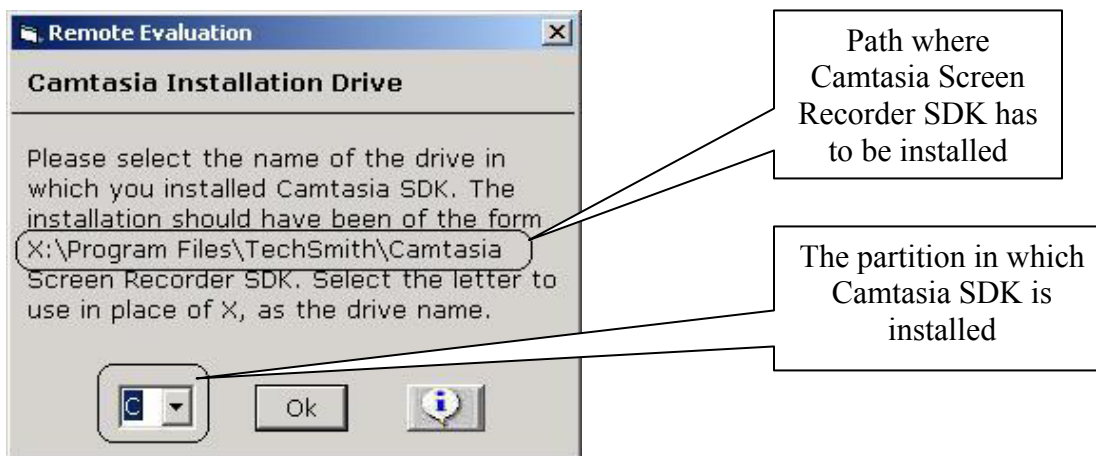 Remote Evaluation
Camtasia Installation Drive
Please select the name of the drive in
which you installed Camtasia SDK. The
installation should have been of the form
X:\Program Files\TechSmith\Camtasia
Screen Recorder SDK. Select the letter to
use in place of X, as the drive name.
C
Ok
Path where
Camtasia Screen
Recorder SDK has
to be installed
The partition in which
Camtasia SDK is
installed